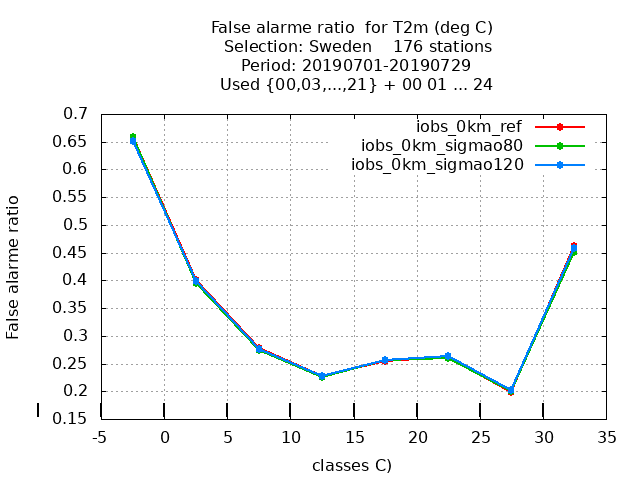 False alarme ratio  for T2m (deg C)
Selection: Sweden    176 stations
Period: 20190701-20190729
Used {00,03,...,21} + 00 01 ... 24
iobs_0km_ref
iobs_0km_sigmao80
iobs_0km_sigmao120
False alarme ratio
0.7
0.65
0.6
0.55
0.5
0.45
0.4
0.35
0.3
0.25
0.2
0.15
-5 0 5 10 15 20 25 30 35
classes C)